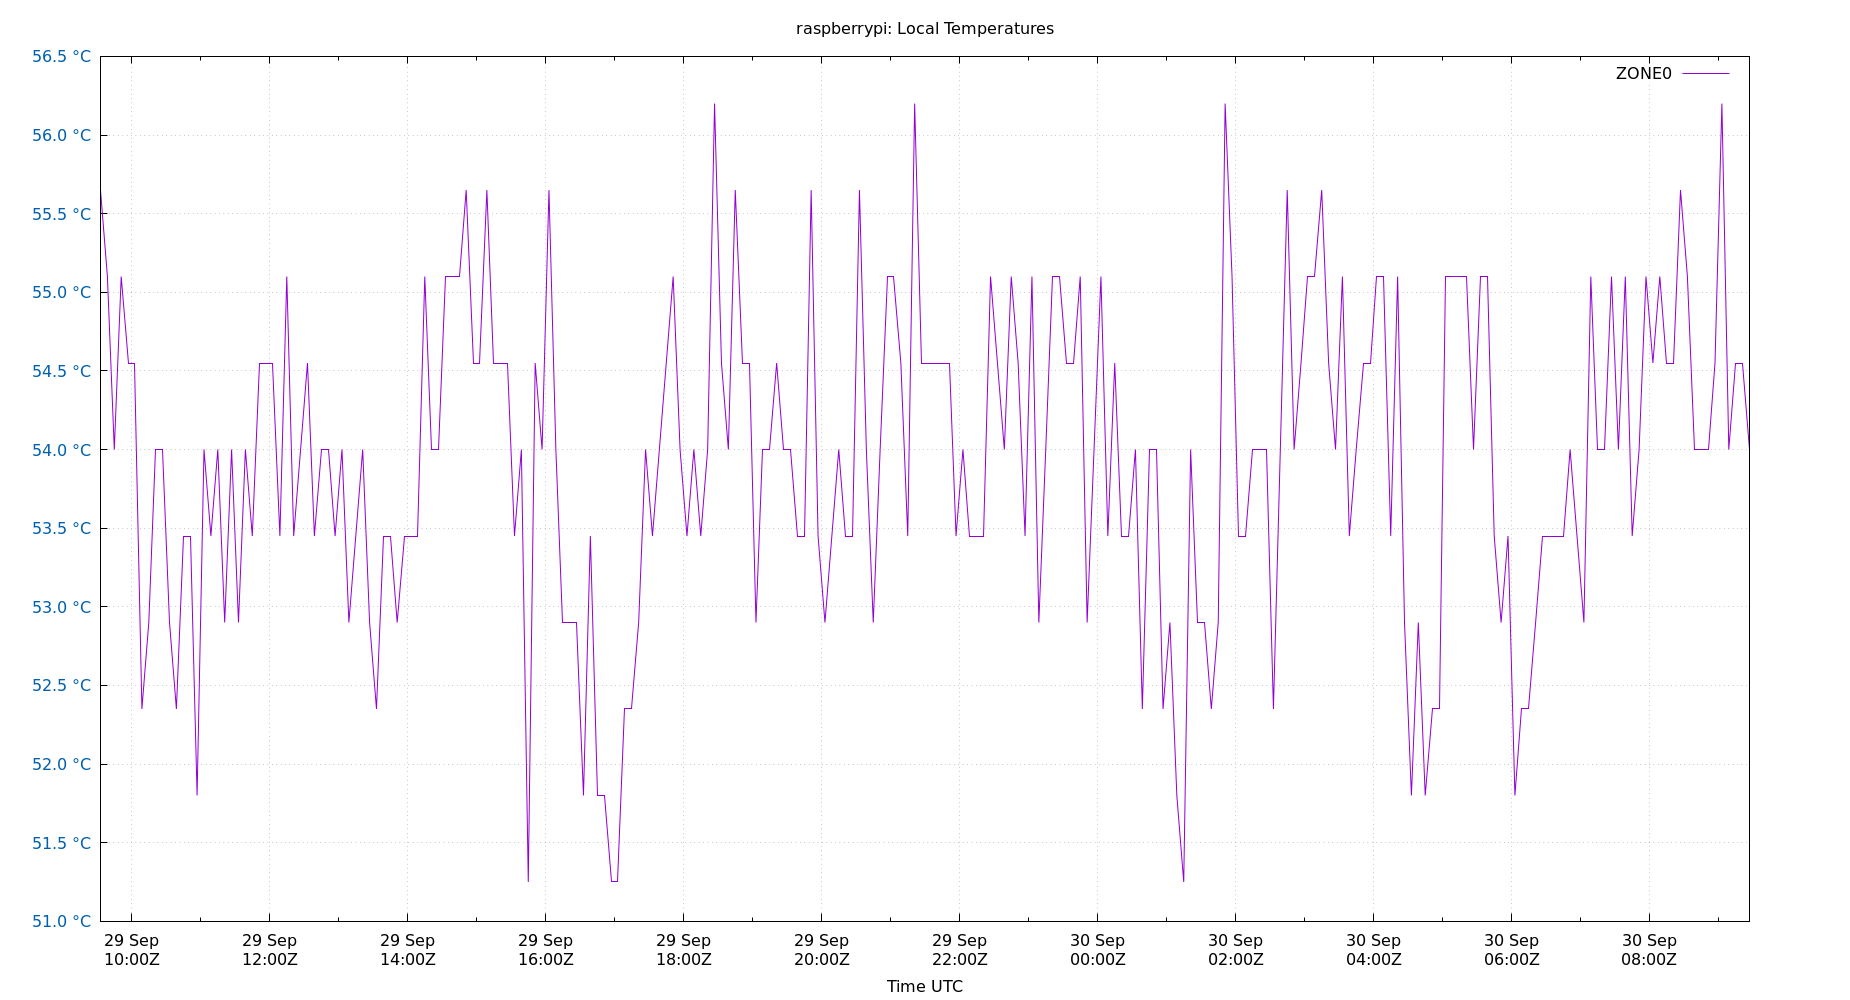 raspberrypi: Local Temperatures
56.5 °C
ZONE0
56.0 °C
55.5 °C
55.0 °C
54.5 °C
54.0 °C
53.5 °C
53.0 °C
52.5 °C
52.0 °C
51.5 °C
51.0 °C
29 Sep 29 Sep 29 Sep 29 Sep 29 Sep 29 Sep 29 Sep 30 Sep 30 Sep 30 Sep 30 Sep 30 Sep
10:00Z 12:00Z 14:00Z 16:00Z 18:00Z 20:00Z 22:00Z 00:00Z 02:00Z 04:00Z 06:00Z 08:00Z
Time UTC